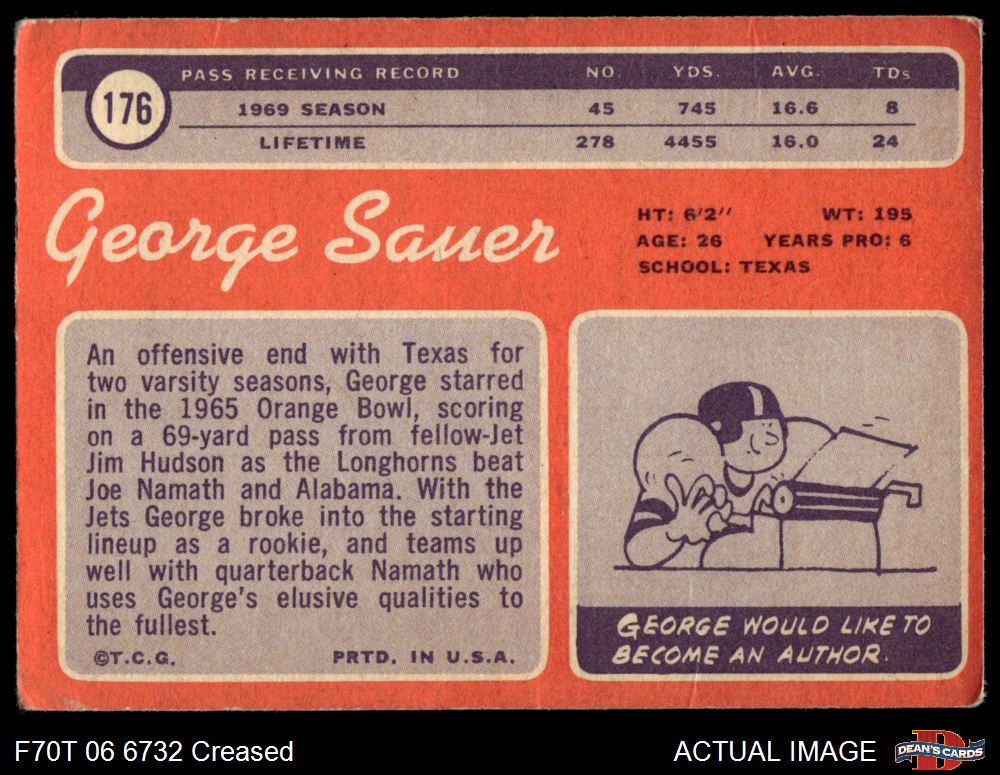 PASS RECEIVING RECORD NO. YDS. AVG. TDs
176
1969 SEASON 45 745 16.6 8
LIFETIME 278 4455 16.0 24
George Sauer
HT: 6'2" WT: 195
AGE: 26 YEARS PRO: 6
SCHOOL: TEXAS
An offensive end with Texas for
two varsity seasons, George starred
in the 1965 Orange Bowl, scoring
on a 69-yard pass from fellow-Jet
Jim Hudson as the Longhorns beat
Joe Namath and Alabama. With the
Jets George broke into the starting
lineup as a rookie, and teams up
well with quarterback Namath who
uses George's elusive qualities to
the fullest.
©T.C.G. PRTD. IN U.S.A.
GEORGE WOULD LIKE TO
BECOME AN AUTHOR.
F70T 06 6732 Creased
ACTUAL IMAGE
DEAN'S CARDS